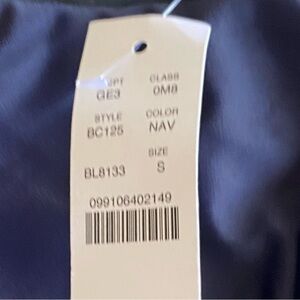 CLASS
GE3 0M8
STYLE COLOR
BC125 NAV
SIZE
BL8133 S
099106402149